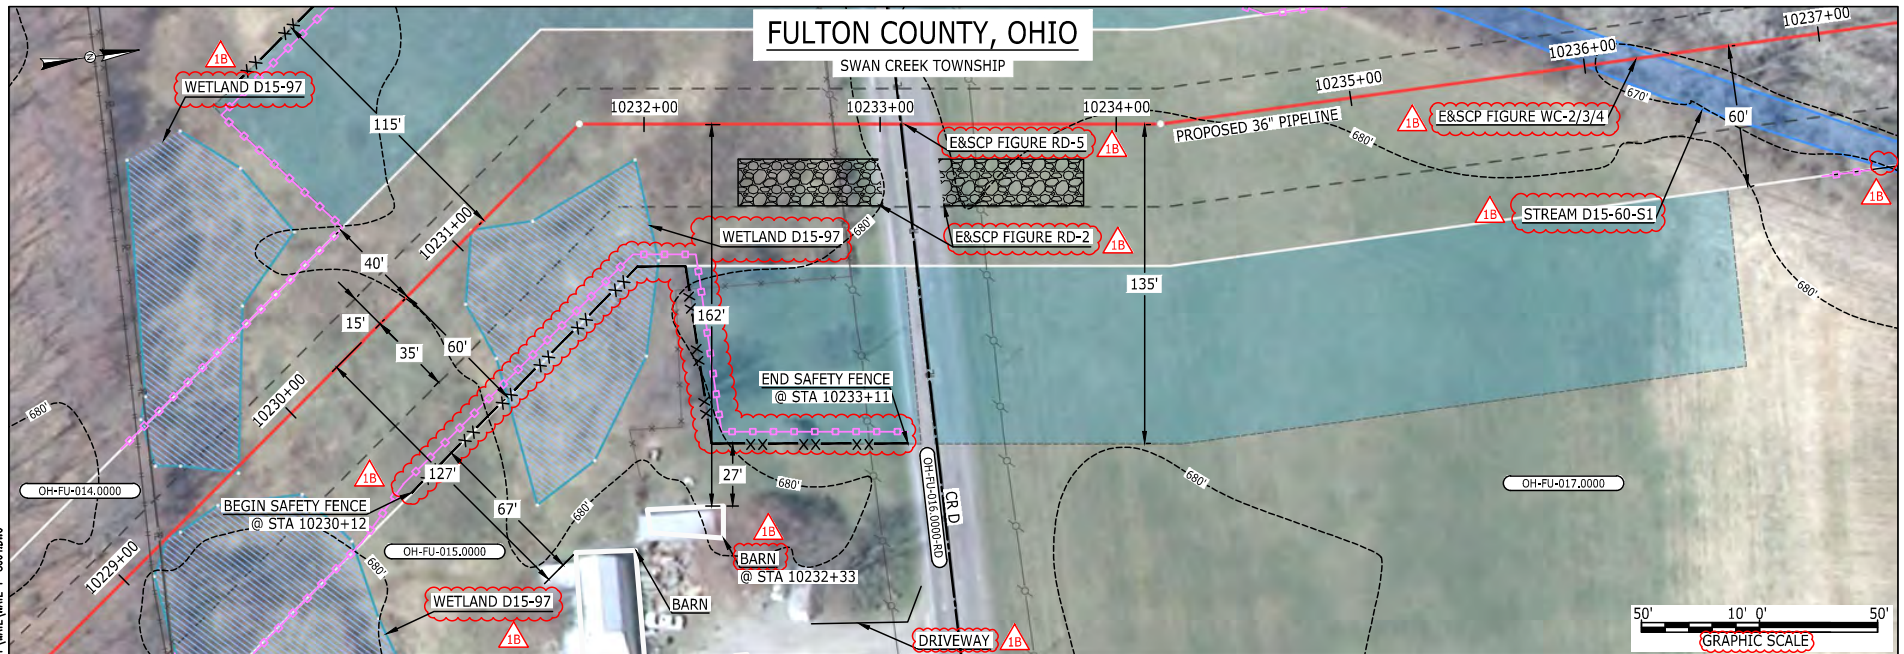 FULTON COUNTY, OHIO
SWAN CREEK TOWNSHIP
N
1B
WETLAND D15-97
115'
10232+00
10233+00
10234+00
10235+00
10236+00
10237+00
PROPOSED 36" PIPELINE
E&SCP FIGURE RD-5
1B
1B
E&SCP FIGURE WC-2/3/4
670'
680'
60'
1B
STREAM D15-60-S1
1B
10231+00
WETLAND D15-97
680'
E&SCP FIGURE RD-2
1B
40'
15'
35'
60'
162'
135'
680'
10230+00
680'
END SAFETY FENCE
@ STA 10233+11
OH-FU-014.0000
1B
127'
27'
680'
680'
OH-FU-017.0000
BEGIN SAFETY FENCE
@ STA 10230+12
67'
680'
OH-FU-016.0000-RD
CR D
OH-FU-015.0000
680'
10229+00
1B
BARN
@ STA 10232+33
WETLAND D15-97
1B
BARN
DRIVEWAY
1B
50'
10'
0'
50'
GRAPHIC SCALE